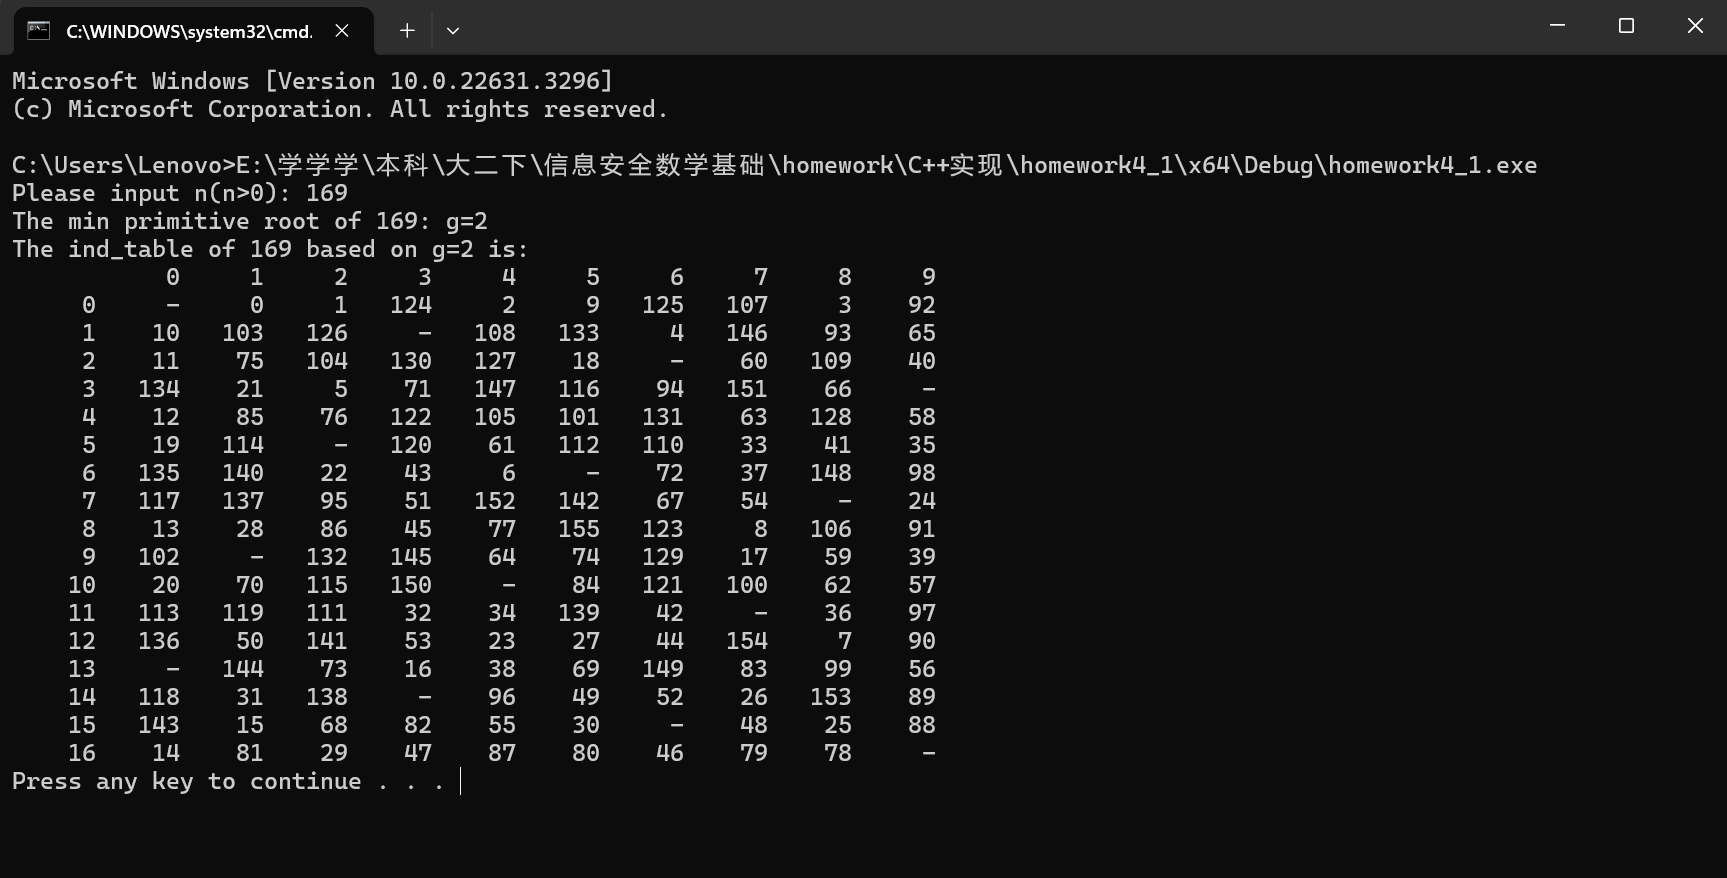 C:\WINDOWS\system32\cmd.
Microsoft Windows [Version 10.0.22631.3296]
(c) Microsoft Corporation. All rights reserved.
C:\Users\Lenovo>E:\学学学\本科\大二下\信息安全数学基础\homework\C++实现\homework4_1\x64\Debug\homework4_1.exe
Please input n(n>0): 169
The min primitive root of 169: g=2
The ind_table of 169 based on g=2 is:
0 1 2 3 4 5 6 7 8 9
0 - 0 1 124 2 9 125 107 3 92
1 10 103 126 - 108 133 4 146 93 65
2 11 75 104 130 127 18 - 60 109 40
3 134 21 5 71 147 116 94 151 66 -
4 12 85 76 122 105 101 131 63 128 58
5 19 114 - 120 61 112 110 33 41 35
6 135 140 22 43 6 - 72 37 148 98
7 117 137 95 51 152 142 67 54 - 24
8 13 28 86 45 77 155 123 8 106 91
9 102 - 132 145 64 74 129 17 59 39
10 20 70 115 150 - 84 121 100 62 57
11 113 119 111 32 34 139 42 - 36 97
12 136 50 141 53 23 27 44 154 7 90
13 - 144 73 16 38 69 149 83 99 56
14 118 31 138 - 96 49 52 26 153 89
15 143 15 68 82 55 30 - 48 25 88
16 14 81 29 47 87 80 46 79 78 -
Press any key to continue . . .